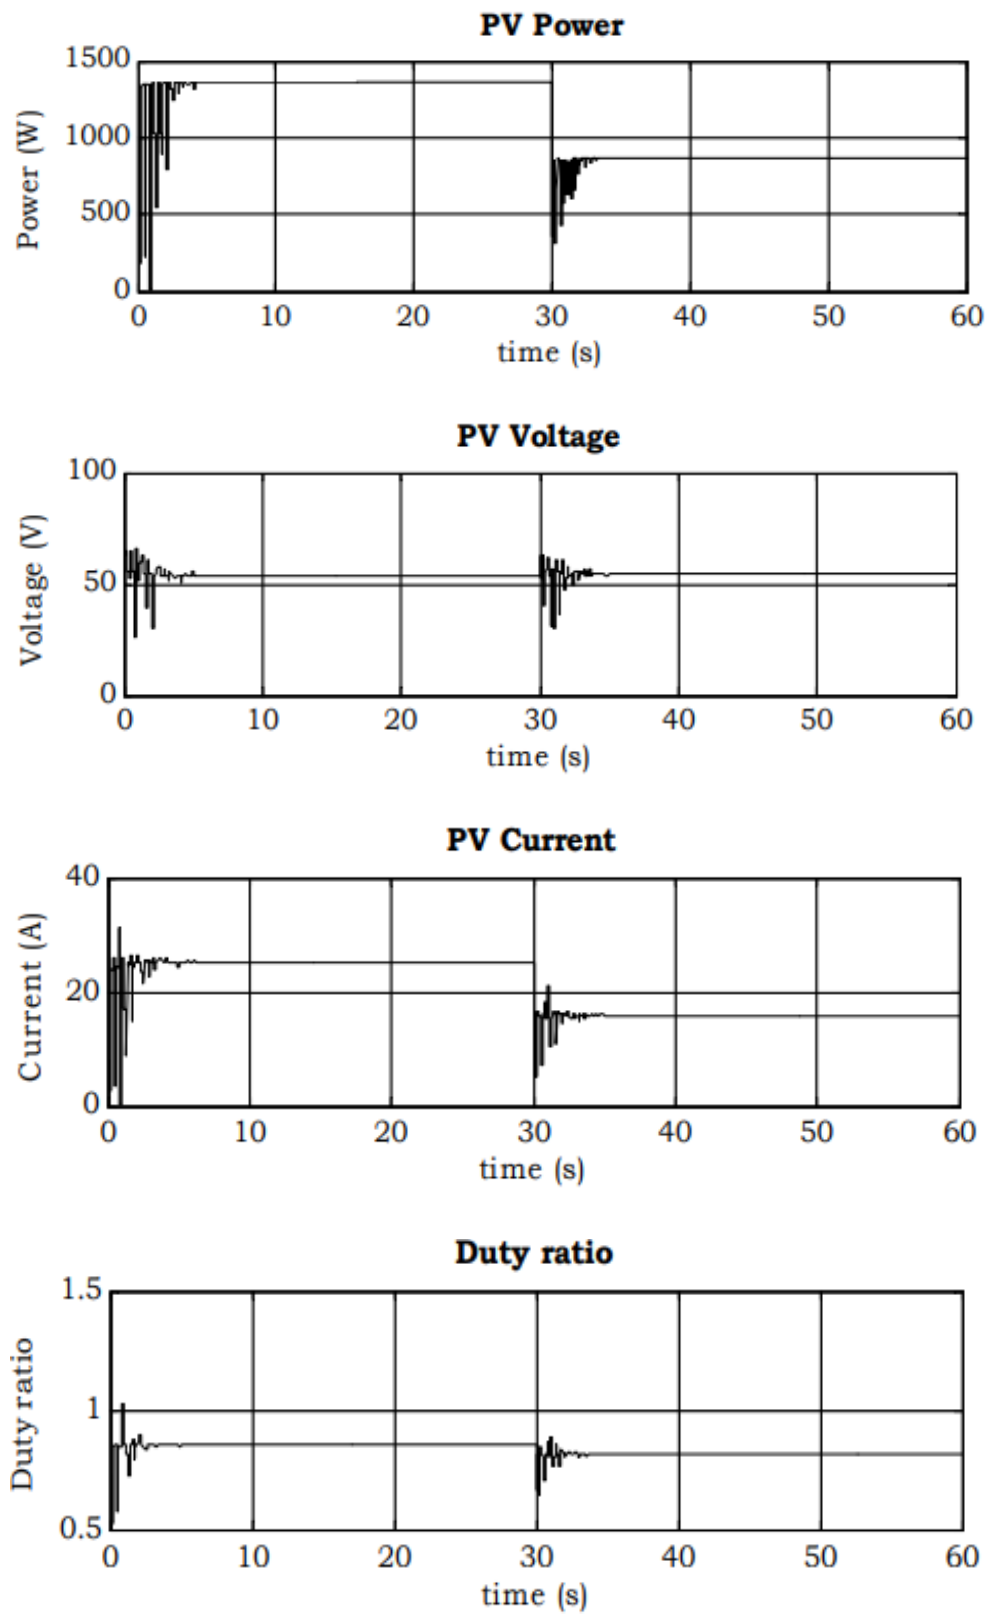 PV Power
1500
1000
500
0
Power (W)
0 10 20 30 40 50 60
time (s)
PV Voltage
100
50
0
Voltage (V)
0 10 20 30 40 50 60
time (s)
PV Current
40
20
0
Current (A)
0 10 20 30 40 50 60
time (s)
Duty ratio
1.5
1
0.5
Duty ratio
0 10 20 30 40 50 60
time (s)